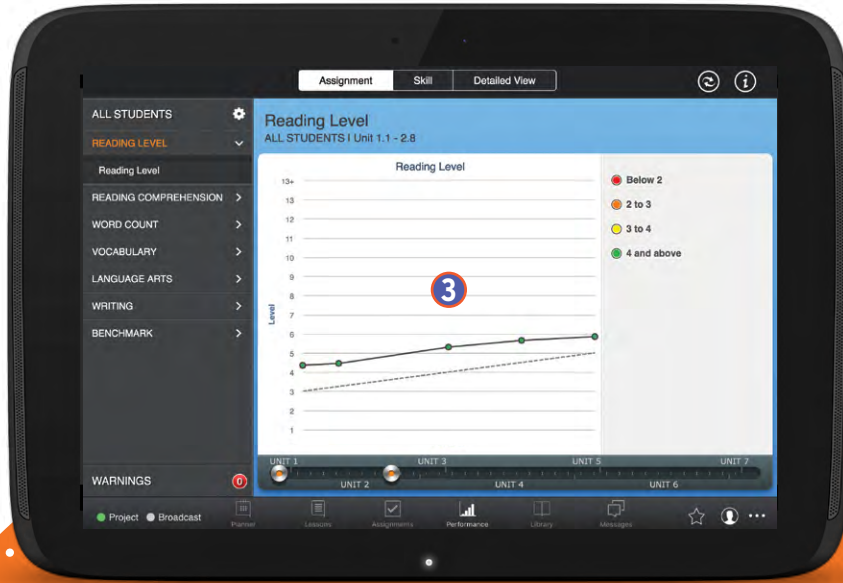 Assignment Skill Detailed View
ALL STUDENTS
READING LEVEL
Reading Level
READING COMPREHENSION
WORD COUNT
VOCABULARY
LANGUAGE ARTS
WRITING
BENCHMARK
WARNINGS 0
Reading Level
ALL STUDENTS I Unit 1.1 - 2.8
Reading Level
13+
13
12
11
10
9
8
7
6
5
4
3
2
1
Level
3
Below 2
2 to 3
3 to 4
4 and above
UNIT 1 UNIT 3 UNIT 5 UNIT 7
UNIT 2 UNIT 4 UNIT 6
Project Broadcast
Planner Lessons Assignments Performance Library Messages